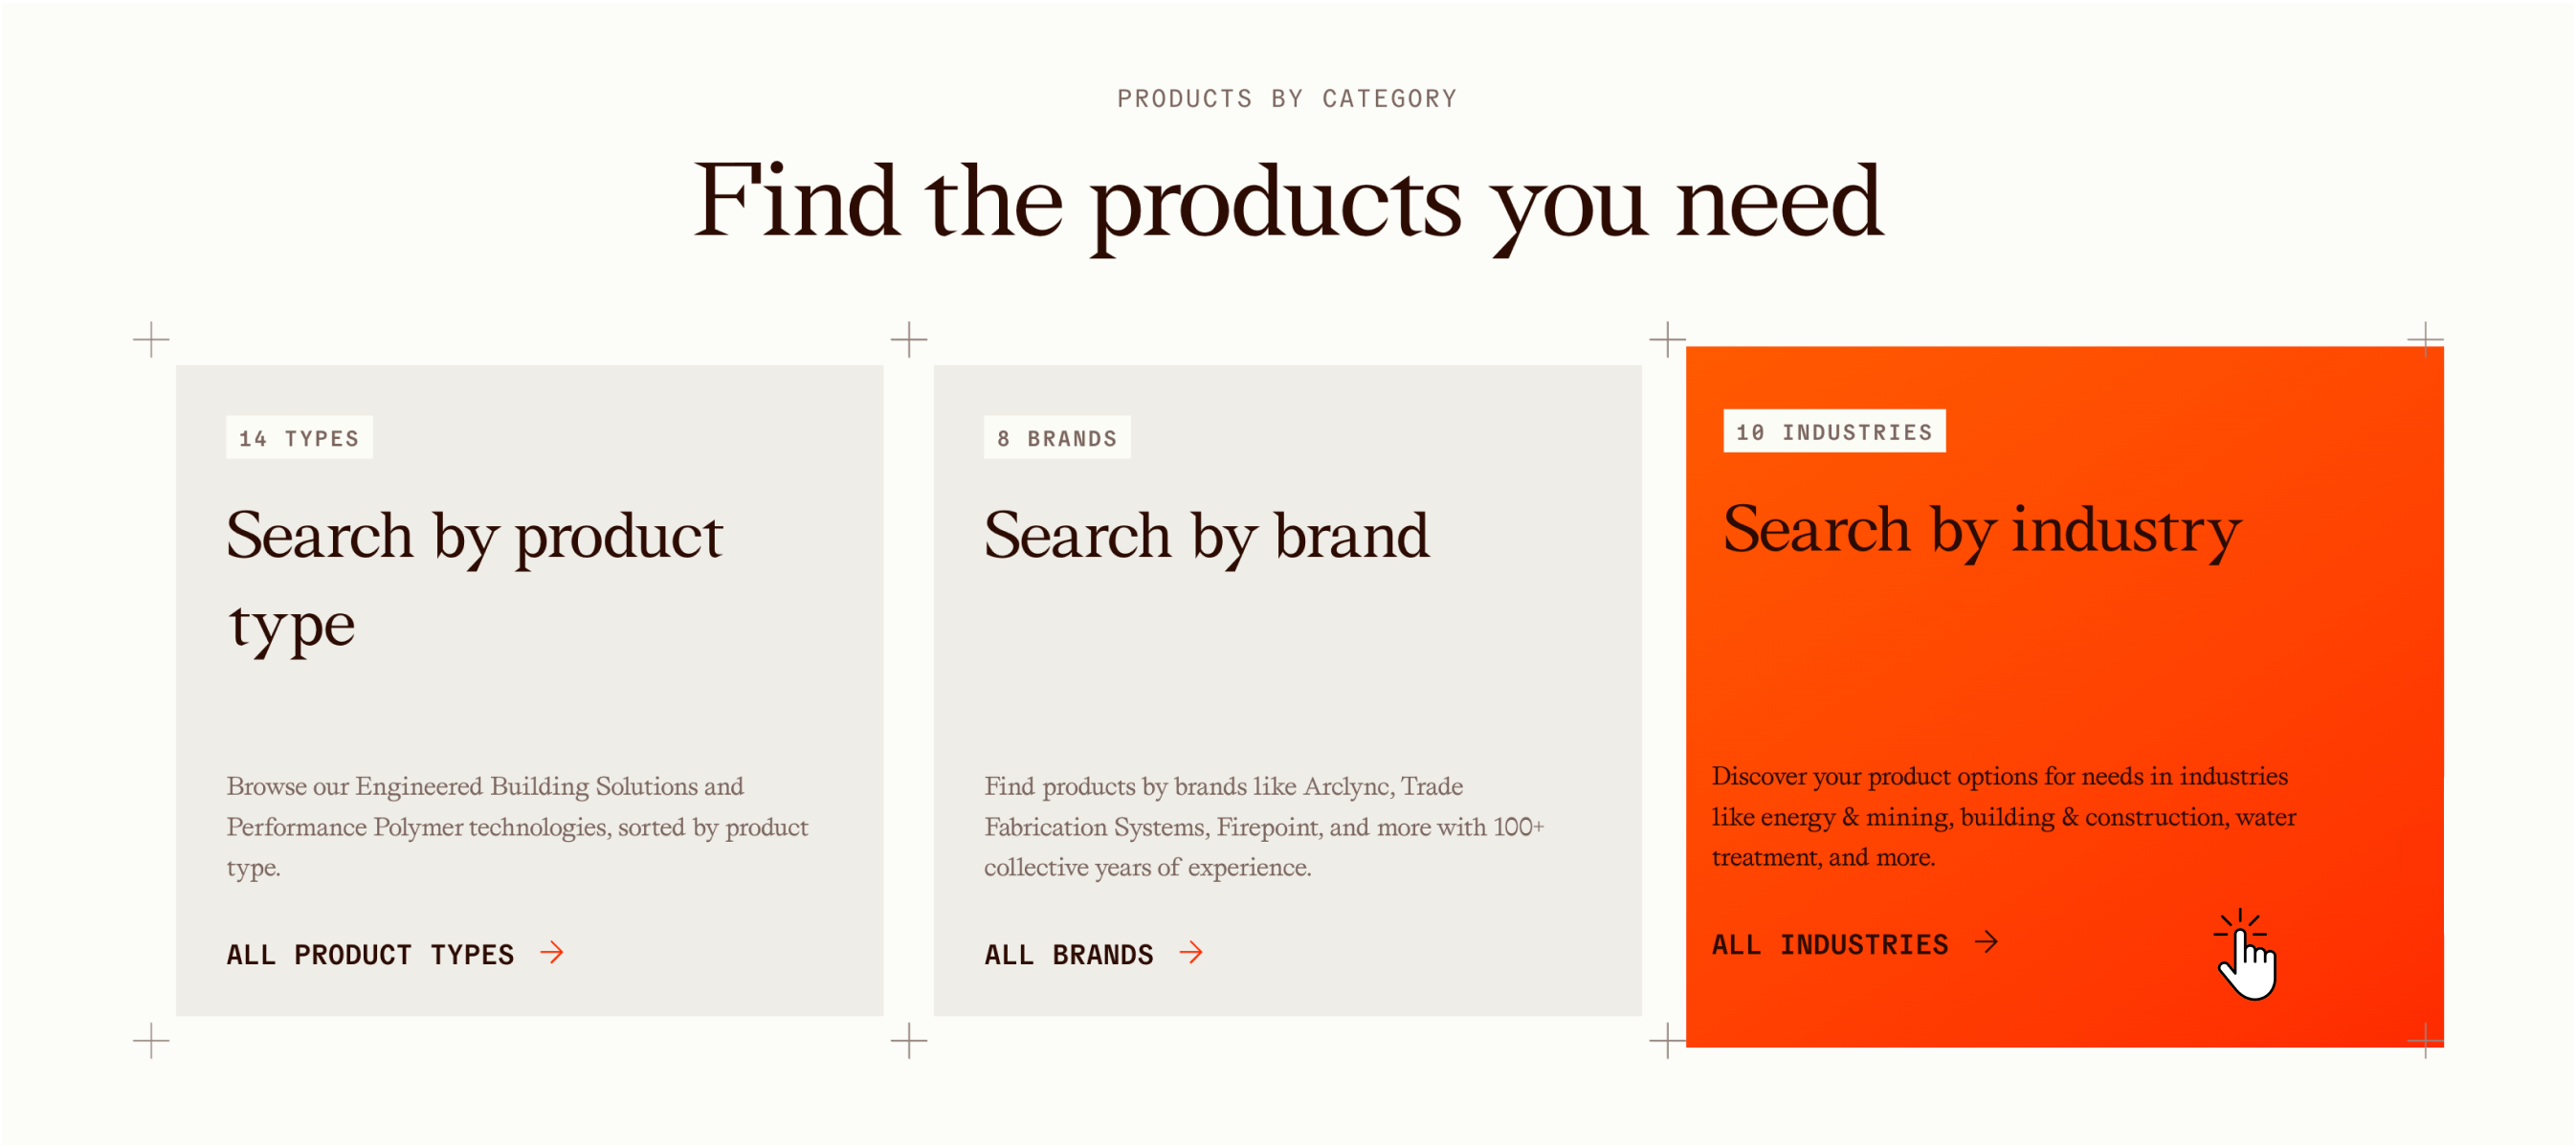 PRODUCTS BY CATEGORY
Find the products you need
14 TYPES
Search by product
type
Browse our Engineered Building Solutions and
Performance Polymer technologies, sorted by product
type.
ALL PRODUCT TYPES
8 BRANDS
Search by brand
Find products by brands like Arclync, Trade
Fabrication Systems, Firepoint, and more with 100+
collective years of experience.
ALL BRANDS
10 INDUSTRIES
Search by industry
Discover your product options for needs in industries
like energy & mining, building & construction, water
treatment, and more.
ALL INDUSTRIES